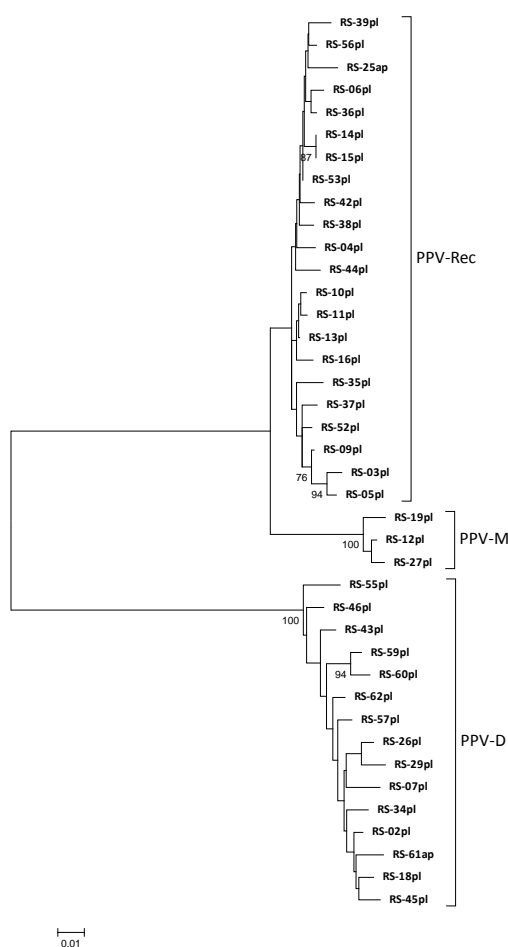 RS-39pl
RS-56pl
RS-25ap
RS-06pl
RS-36pl
RS-14pl
87
RS-15pl
RS-53pl
RS-42pl
RS-38pl
RS-04pl
PPV-Rec
RS-44pl
RS-10pl
RS-11pl
RS-13pl
RS-16pl
RS-35pl
RS-37pl
RS-52pl
RS-09pl
76
RS-03pl
94
RS-05pl
RS-19pl
100
RS-12pl
PPV-M
RS-27pl
RS-55pl
RS-46pl
100
RS-43pl
RS-59pl
94
RS-60pl
RS-62pl
RS-57pl
RS-26pl
PPV-D
RS-29pl
RS-07pl
RS-34pl
RS-02pl
RS-61ap
RS-18pl
RS-45pl
0.01